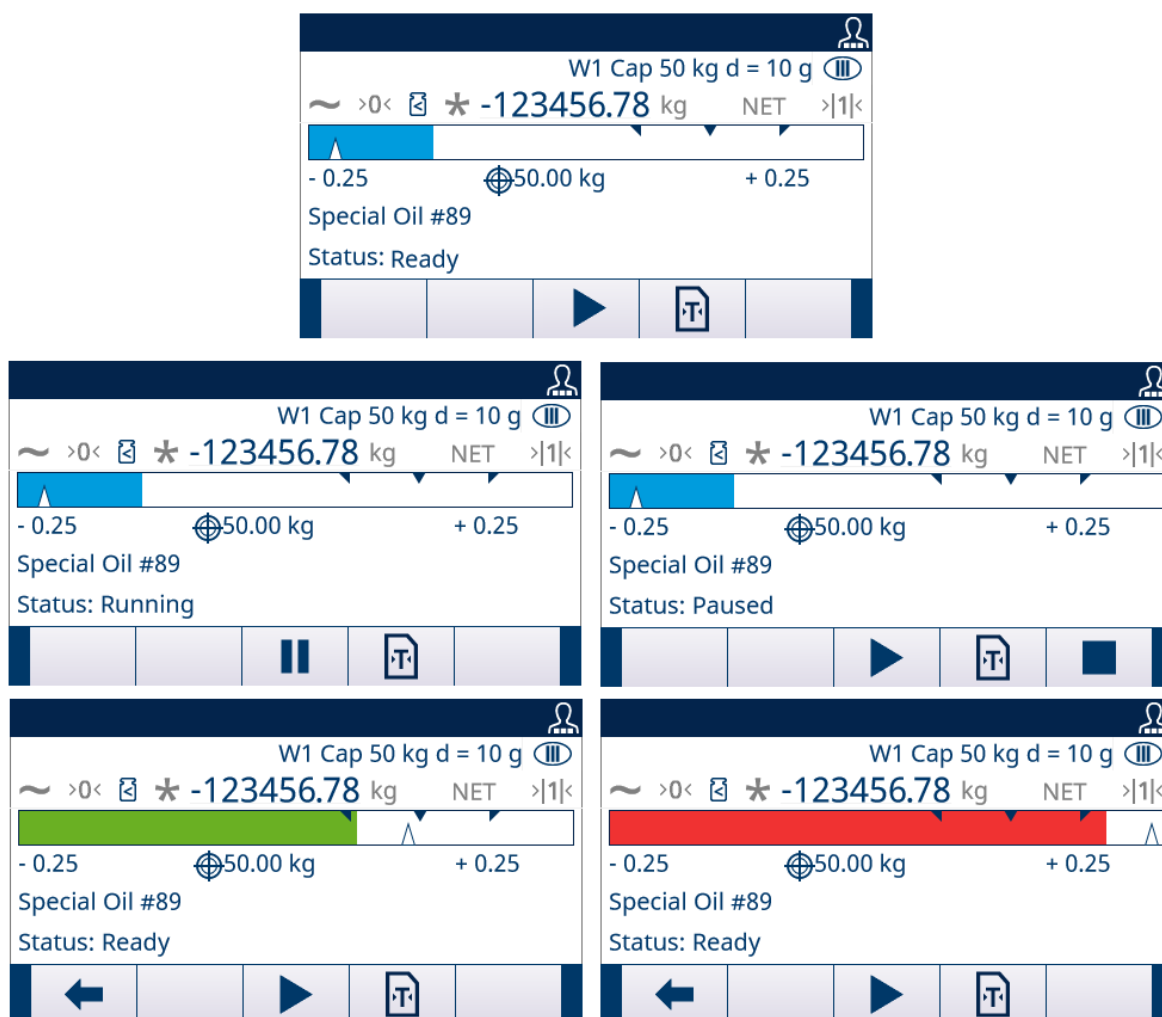 W1 Cap 50 kg d = 10 g
~ >0< * -123456.78 kg NET >|1|<
- 0.25 50.00 kg + 0.25
Special Oil #89
Status: Ready
T
W1 Cap 50 kg d = 10 g
~ >0< * -123456.78 kg NET >|1|<
- 0.25 50.00 kg + 0.25
Special Oil #89
Status: Running
T
W1 Cap 50 kg d = 10 g
~ >0< * -123456.78 kg NET >|1|<
- 0.25 50.00 kg + 0.25
Special Oil #89
Status: Paused
T
W1 Cap 50 kg d = 10 g
~ >0< * -123456.78 kg NET >|1|<
- 0.25 50.00 kg + 0.25
Special Oil #89
Status: Ready
T
W1 Cap 50 kg d = 10 g
~ >0< * -123456.78 kg NET >|1|<
- 0.25 50.00 kg + 0.25
Special Oil #89
Status: Ready
T